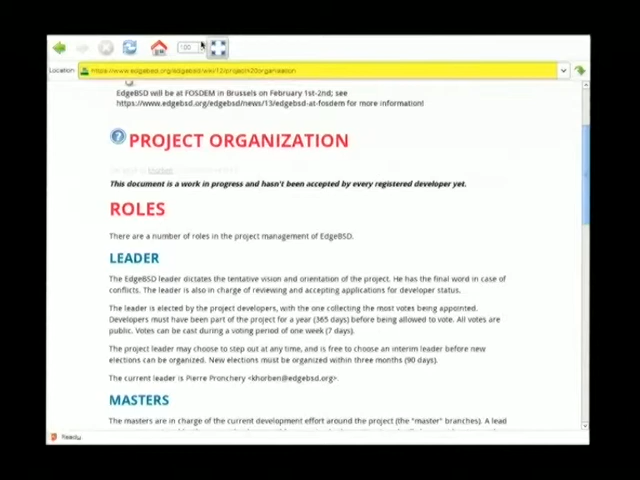 100
Location
https://www.edgebsd.org/edgebsd/wiki/12/project%20organization
EdgeBSD will be at FOSDEM in Brussels on February 1st-2nd; see
https://www.edgebsd.org/edgebsd/news/13/edgebsd-at-fosdem for more information!
PROJECT ORGANIZATION
This document is a work in progress and hasn't been accepted by every registered developer yet.
ROLES
There are a number of roles in the project management of EdgeBSD.
LEADER
The EdgeBSD leader dictates the tentative vision and orientation of the project. He has the final word in case of
conflicts. The leader is also in charge of reviewing and accepting applications for developer status.
The leader is elected by the project developers, with the one collecting the most votes being appointed.
Developers must have been part of the project for a year (365 days) before being allowed to vote. All votes are
public. Votes can be cast during a voting period of one week (7 days).
The project leader may choose to step out at any time, and is free to choose an interim leader before new
elections can be organized. New elections must be organized within three months (90 days).
The current leader is Pierre Pronchery <khorben@edgebsd.org>.
MASTERS
The masters are in charge of the current development effort around the project (the "master" branches). A lead
Ready